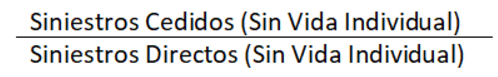 Siniestros Cedidos (Sin Vida Individual)
Siniestros Directos (Sin Vida Individual)